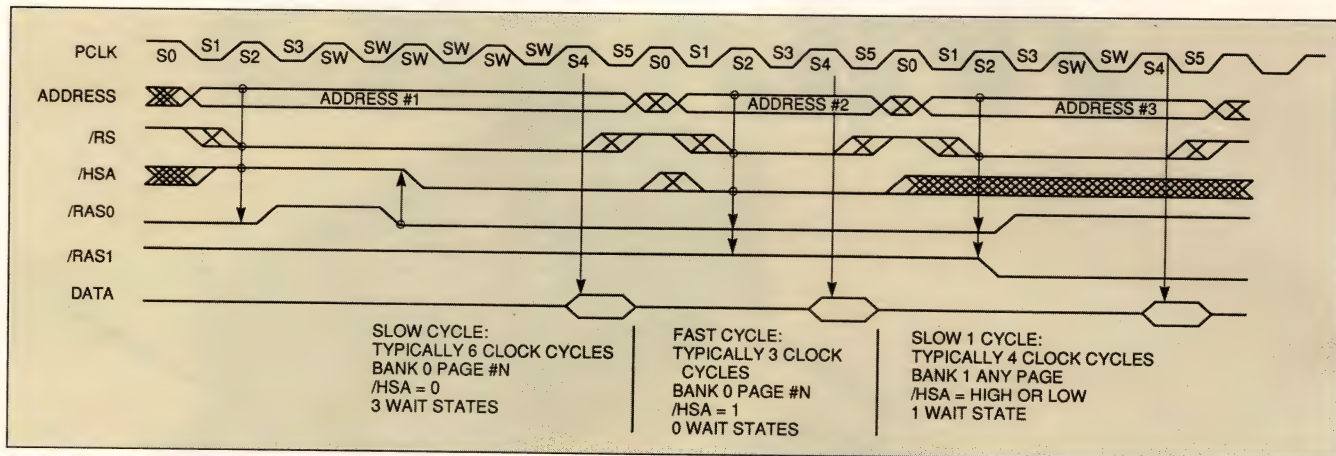 PCLK S0 S1 S2 S3 SW SW SW SW SW SW S4 S5 S0 S1 S2 S3 S4 S5 S0 S1 S2 S3 SW SW S4 S5
ADDRESS ADDRESS #1 ADDRESS #2 ADDRESS #3
/RS
/HSA
/RAS0
/RAS1
DATA
SLOW CYCLE:
TYPICALLY 6 CLOCK CYCLES
BANK 0 PAGE #N
/HSA = 0
3 WAIT STATES
FAST CYCLE:
TYPICALLY 3 CLOCK
CYCLES
BANK 0 PAGE #N
/HSA = 1
0 WAIT STATES
SLOW 1 CYCLE:
TYPICALLY 4 CLOCK CYCLES
BANK 1 ANY PAGE
/HSA = HIGH OR LOW
1 WAIT STATE